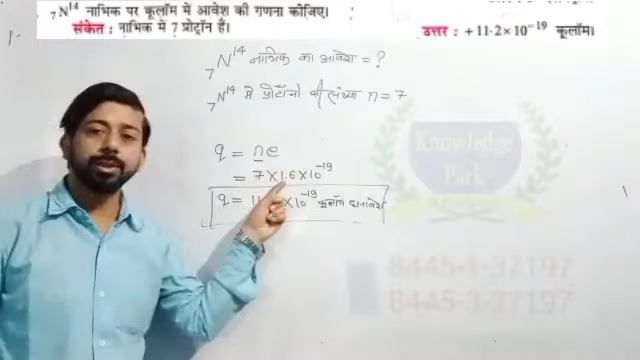 ₇N¹⁴ नाभिक पर कूलॉम में आवेश की गणना कीजिए।
संकेत : नाभिक में 7 प्रोटॉन हैं।
उत्तर : +11·2×10⁻¹⁹ कूलॉम।
₇N¹⁴ नाभिक का आवेश = ?
₇N¹⁴ मे प्रोटॉनो की संख्या n = 7
q = ne
= 7×1.6×10⁻¹⁹
q = 11 ×10⁻¹⁹ कूलॉम धनावेश
Knowledge
Park
8445-1-37197
8445-3-37197